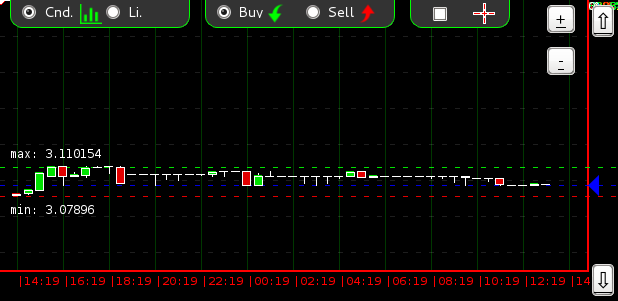 Cnd. Li. Buy Sell
+
-
max: 3.110154
min: 3.07896
|14:19 |16:19 |18:19 |20:19 |22:19 |00:19 |02:19 |04:19 |06:19 |08:19 |10:19 |12:19 |14